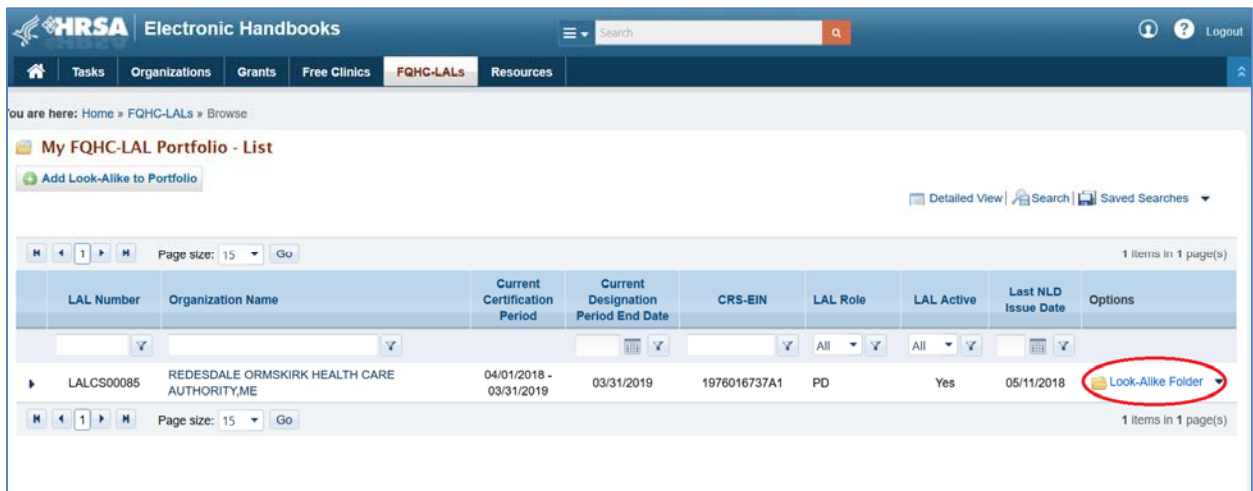 HRSA Electronic Handbooks
Search
Logout
Tasks Organizations Grants Free Clinics FQHC-LALs Resources
You are here: Home » FQHC-LALs » Browse
My FQHC-LAL Portfolio - List
Add Look-Alike to Portfolio
Detailed View Search Saved Searches
1 Page size: 15 Go 1 items in 1 page(s)
LAL Number Organization Name Current Certification Period Current Designation Period End Date CRS-EIN LAL Role LAL Active Last NLD Issue Date Options
All All
LALCS00085 REDESDALE ORMSKIRK HEALTH CARE AUTHORITY,ME 04/01/2018 - 03/31/2019 03/31/2019 1976016737A1 PD Yes 05/11/2018 Look-Alike Folder
1 Page size: 15 Go 1 items in 1 page(s)